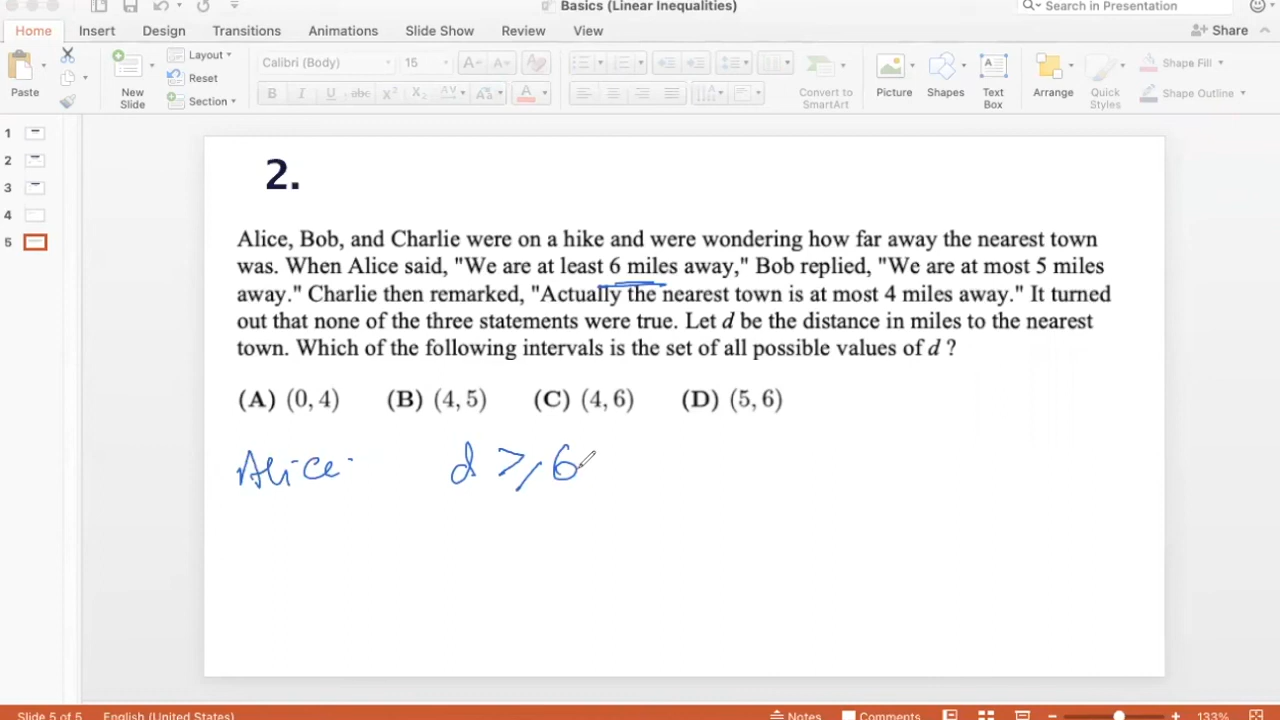 Basics (Linear Inequalities)
Search in Presentation
Home Insert Design Transitions Animations Slide Show Review View Share
Paste
New Slide
Layout
Reset
Section
Calibri (Body) 15
B I U abc X² X₂ AV Aa A
Convert to SmartArt
Picture
Shapes
Text Box
Arrange
Quick Styles
Shape Fill
Shape Outline
1
2
3
4
5
2.
Alice, Bob, and Charlie were on a hike and were wondering how far away the nearest town
was. When Alice said, "We are at least 6 miles away," Bob replied, "We are at most 5 miles
away." Charlie then remarked, "Actually the nearest town is at most 4 miles away." It turned
out that none of the three statements were true. Let d be the distance in miles to the nearest
town. Which of the following intervals is the set of all possible values of d ?
(A) (0, 4) (B) (4, 5) (C) (4, 6) (D) (5, 6)
Alice: d ≥ 6
Slide 5 of 5 English (United States) Notes Comments 133%